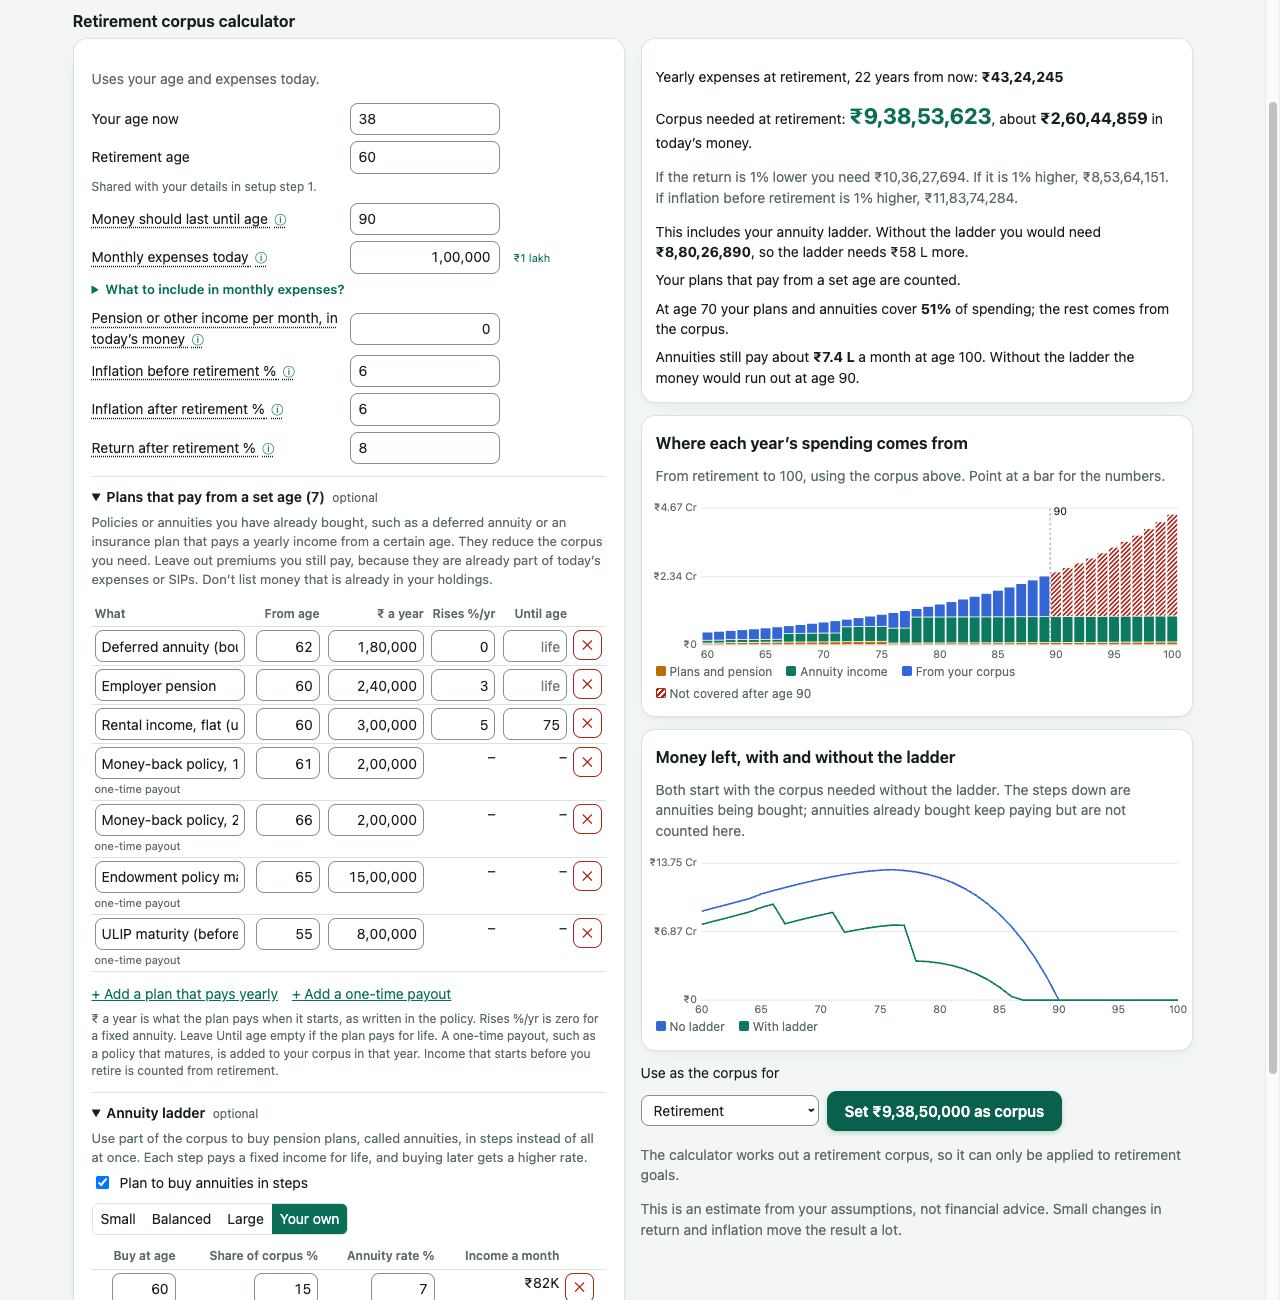 Retirement corpus calculator
Uses your age and expenses today.
Your age now 38
Retirement age 60
Shared with your details in setup step 1.
Money should last until age ⓘ 90
Monthly expenses today ⓘ 1,00,000 ₹1 lakh
▶ What to include in monthly expenses?
Pension or other income per month, in
today’s money ⓘ 0
Inflation before retirement % ⓘ 6
Inflation after retirement % ⓘ 6
Return after retirement % ⓘ 8
▼ Plans that pay from a set age (7) optional
Policies or annuities you have already bought, such as a deferred annuity or an
insurance plan that pays a yearly income from a certain age. They reduce the corpus
you need. Leave out premiums you still pay, because they are already part of today’s
expenses or SIPs. Don’t list money that is already in your holdings.
What From age ₹ a year Rises %/yr Until age
Deferred annuity (bou 62 1,80,000 0 life
Employer pension 60 2,40,000 3 life
Rental income, flat (u 60 3,00,000 5 75
Money-back policy, 1 61 2,00,000 – –
one-time payout
Money-back policy, 2 66 2,00,000 – –
one-time payout
Endowment policy ma 65 15,00,000 – –
one-time payout
ULIP maturity (before 55 8,00,000 – –
one-time payout
+ Add a plan that pays yearly + Add a one-time payout
₹ a year is what the plan pays when it starts, as written in the policy. Rises %/yr is zero for
a fixed annuity. Leave Until age empty if the plan pays for life. A one-time payout, such as
a policy that matures, is added to your corpus in that year. Income that starts before you
retire is counted from retirement.
▼ Annuity ladder optional
Use part of the corpus to buy pension plans, called annuities, in steps instead of all
at once. Each step pays a fixed income for life, and buying later gets a higher rate.
Plan to buy annuities in steps
Small Balanced Large Your own
Buy at age Share of corpus % Annuity rate % Income a month
60 15 7 ₹82K
Yearly expenses at retirement, 22 years from now: ₹43,24,245
Corpus needed at retirement: ₹9,38,53,623, about ₹2,60,44,859 in
today’s money.
If the return is 1% lower you need ₹10,36,27,694. If it is 1% higher, ₹8,53,64,151.
If inflation before retirement is 1% higher, ₹11,83,74,284.
This includes your annuity ladder. Without the ladder you would need
₹8,80,26,890, so the ladder needs ₹58 L more.
Your plans that pay from a set age are counted.
At age 70 your plans and annuities cover 51% of spending; the rest comes from
the corpus.
Annuities still pay about ₹7.4 L a month at age 100. Without the ladder the
money would run out at age 90.
Where each year’s spending comes from
From retirement to 100, using the corpus above. Point at a bar for the numbers.
₹4.67 Cr
90
₹2.34 Cr
₹0
60 65 70 75 80 85 90 95 100
Plans and pension Annuity income From your corpus
Not covered after age 90
Money left, with and without the ladder
Both start with the corpus needed without the ladder. The steps down are
annuities being bought; annuities already bought keep paying but are not
counted here.
₹13.75 Cr
₹6.87 Cr
₹0
60 65 70 75 80 85 90 95 100
No ladder With ladder
Use as the corpus for
Retirement Set ₹9,38,50,000 as corpus
The calculator works out a retirement corpus, so it can only be applied to retirement
goals.
This is an estimate from your assumptions, not financial advice. Small changes in
return and inflation move the result a lot.